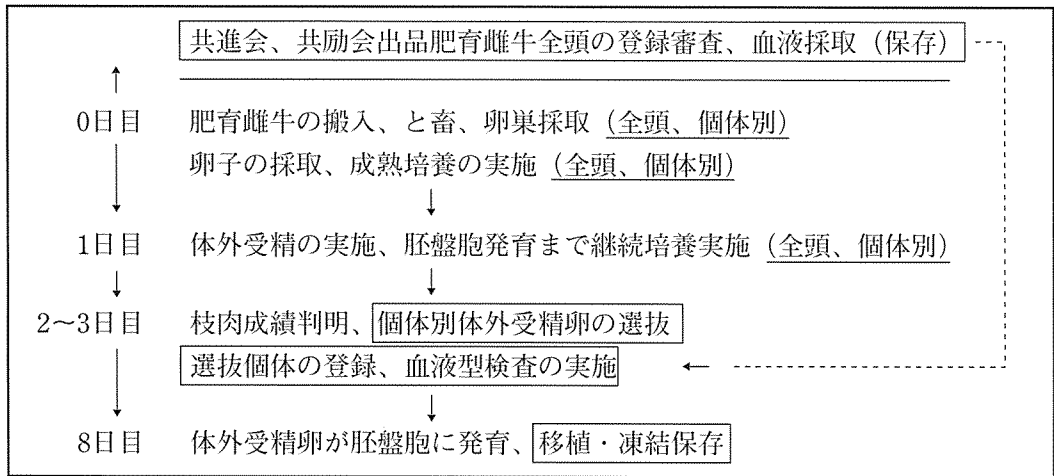 共進会、共励会出品肥育雌牛全頭の登録審査、血液採取（保存）
0日目 肥育雌牛の搬入、と畜、卵巣採取（全頭、個体別）
卵子の採取、成熟培養の実施（全頭、個体別）
1日目 体外受精の実施、胚盤胞発育まで継続培養実施（全頭、個体別）
2〜3日目 枝肉成績判明、個体別体外受精卵の選抜
選抜個体の登録、血液型検査の実施
8日目 体外受精卵が胚盤胞に発育、移植・凍結保存